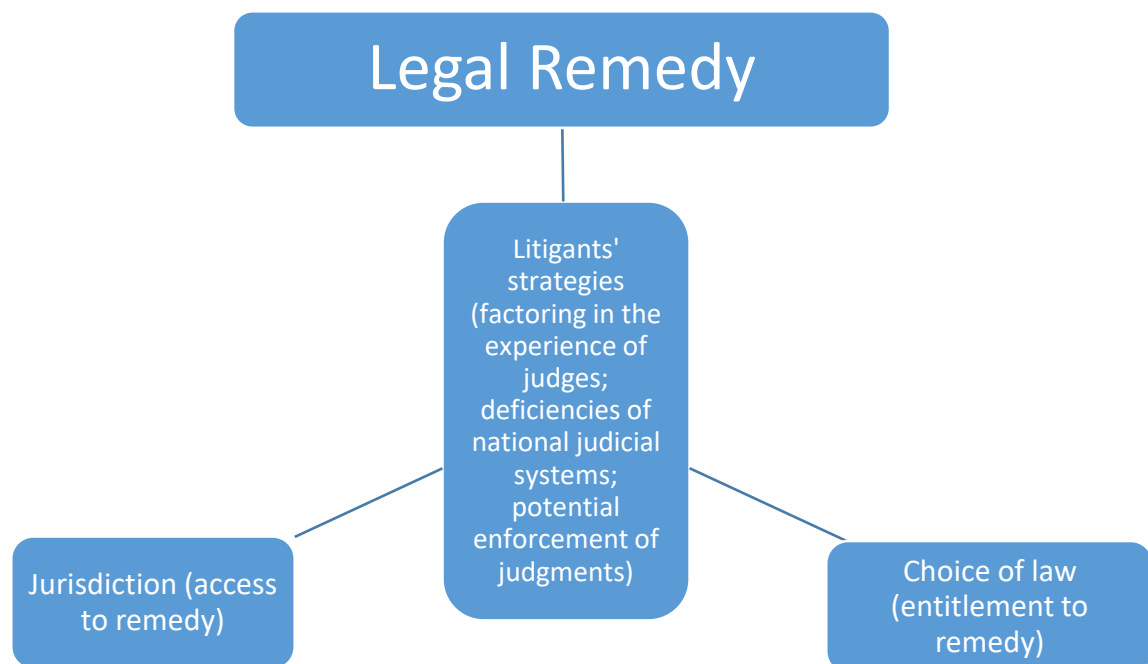 Legal Remedy
Litigants'
strategies
(factoring in the
experience of
judges;
deficiencies of
national judicial
systems;
potential
enforcement of
judgments)
Jurisdiction (access
to remedy)
Choice of law
(entitlement to
remedy)